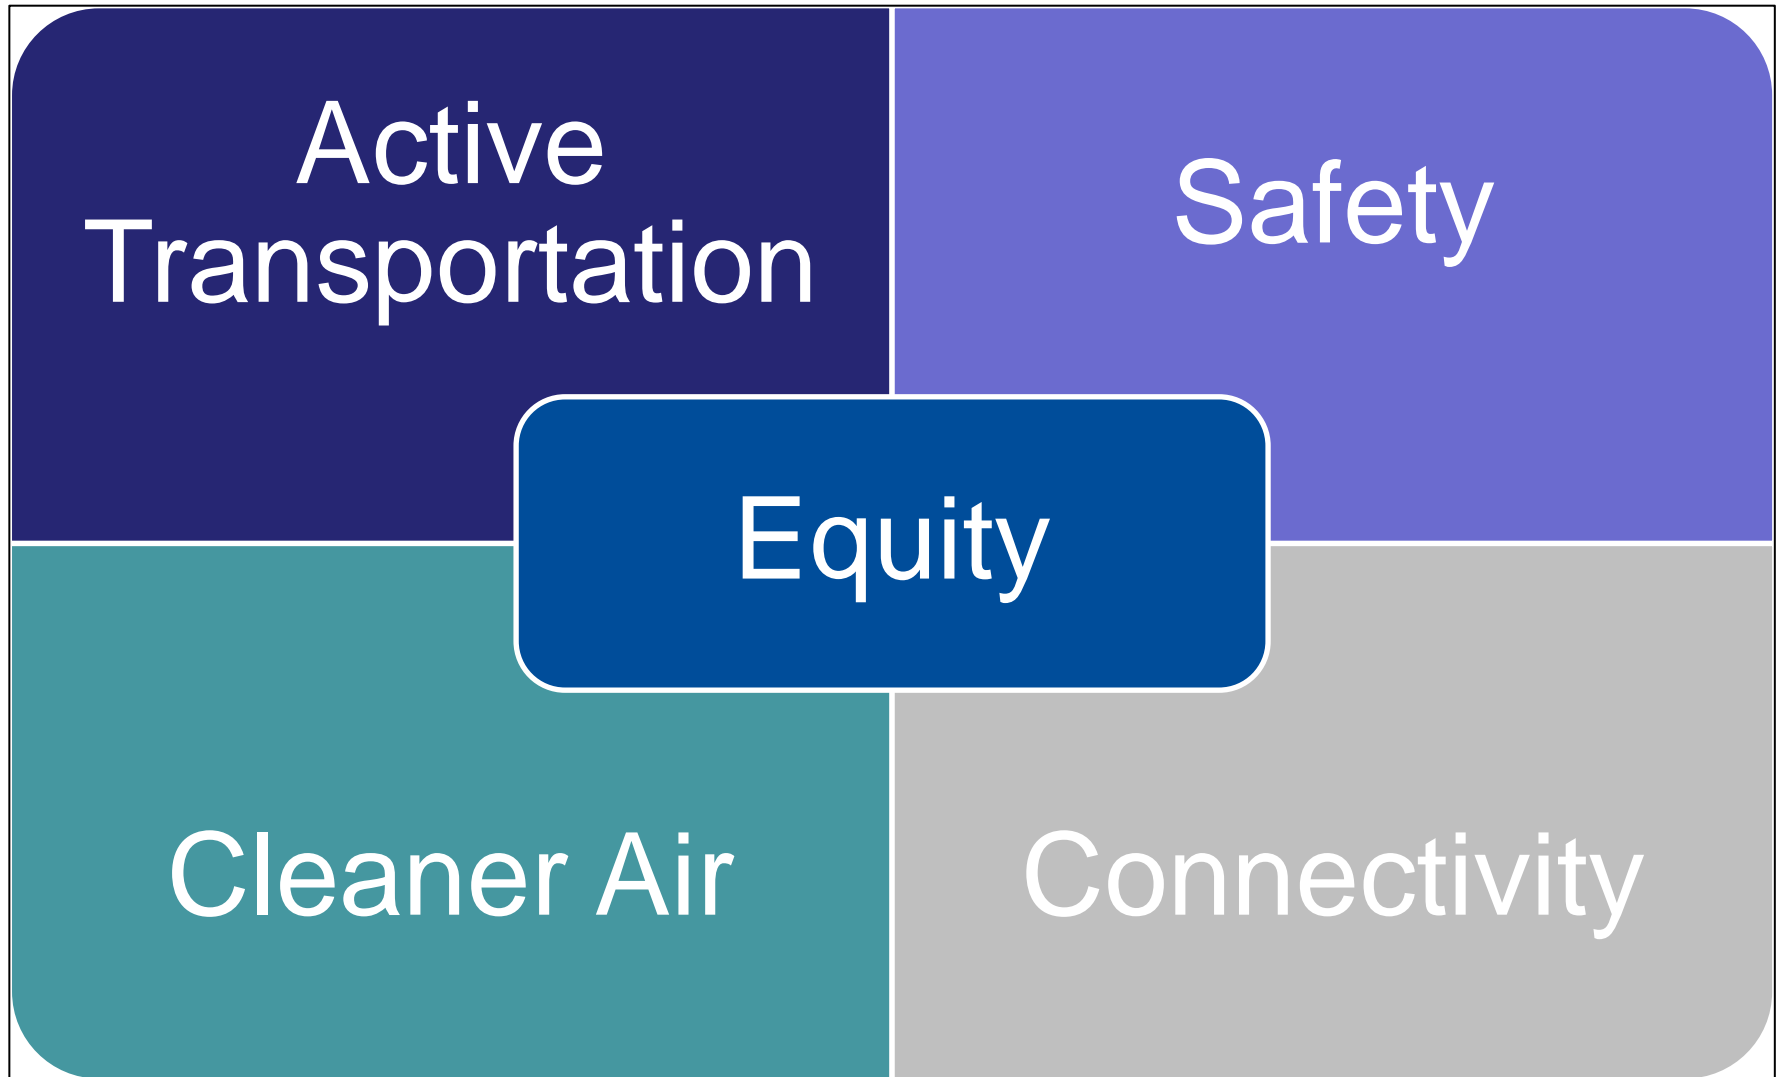 Active
Transportation
Safety
Equity
Cleaner Air
Connectivity